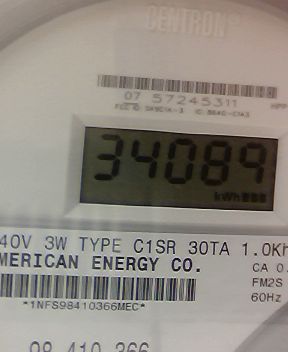 CENTRON®
07 57245311
34089
kWh
40V 3W TYPE C1SR 30TA 1.0Kh
MERICAN ENERGY CO.
CA 0.
FM2S
60Hz
*1NFS98410366MEC*
98 410 366